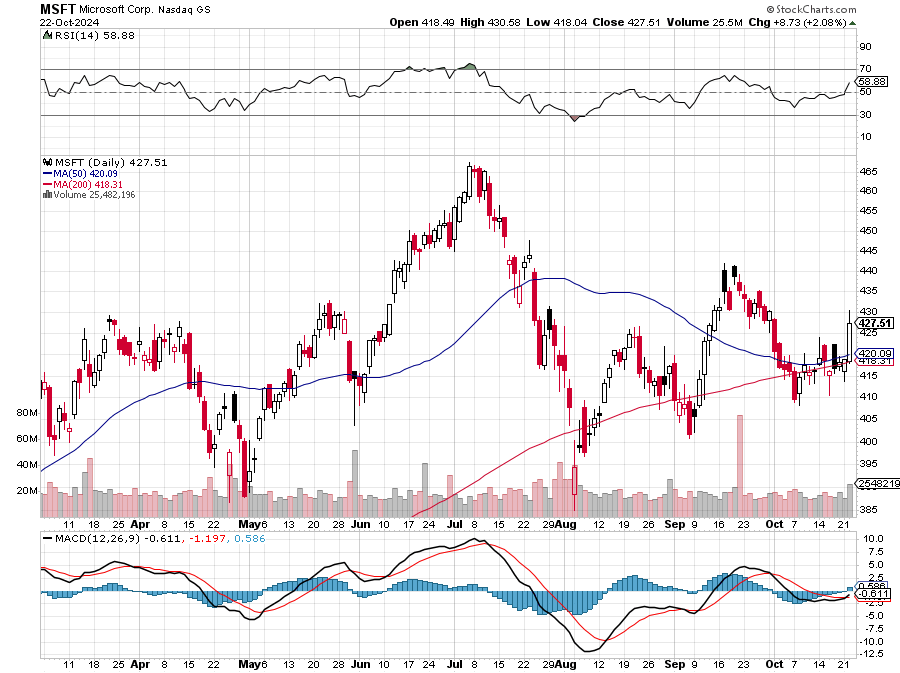 MSFT Microsoft Corp. Nasdaq GS
© StockCharts.com
22-Oct-2024
Open 418.49 High 430.58 Low 418.04 Close 427.51 Volume 25.5M Chg +8.73 (+2.08%)
RSI(14) 58.88
90
70
58.88
50
30
10
MSFT (Daily) 427.51
MA(50) 420.09
MA(200) 418.31
Volume 25,482,196
465
460
455
450
445
440
435
430
427.51
425
420.09
418.31
415
410
405
400
395
385
80M
60M
40M
20M
2548219
11 18 25 Apr 8 15 22 May 6 13 20 28 Jun 10 17 24 Jul 8 15 22 29 Aug 12 19 26 Sep 9 16 23 Oct 7 14 21
MACD(12,26,9) -0.611, -1.197, 0.586
10.0
7.5
5.0
2.5
0.586
-0.611
-2.5
-5.0
-7.5
-10.0
-12.5
11 18 25 Apr 8 15 22 May 6 13 20 28 Jun 10 17 24 Jul 8 15 22 29 Aug 12 19 26 Sep 9 16 23 Oct 7 14 21